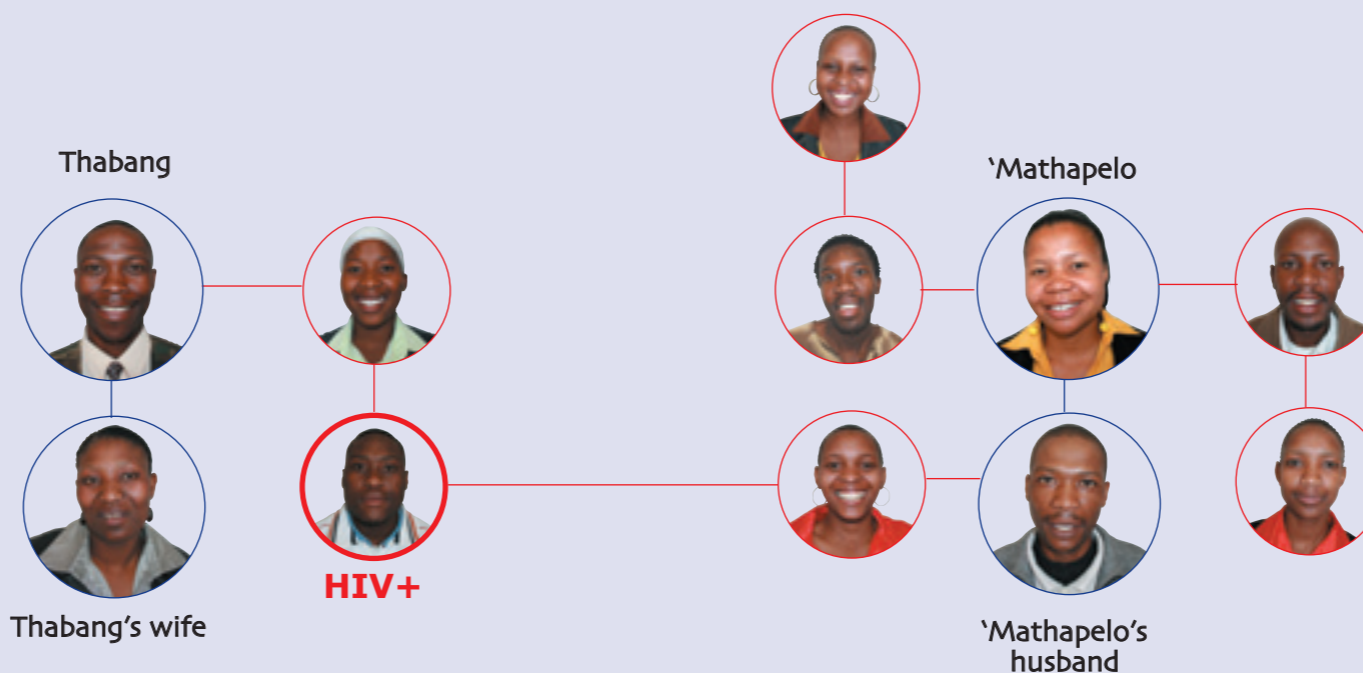 Thabang
‘Mathapelo
HIV+
Thabang’s wife
‘Mathapelo’s
husband